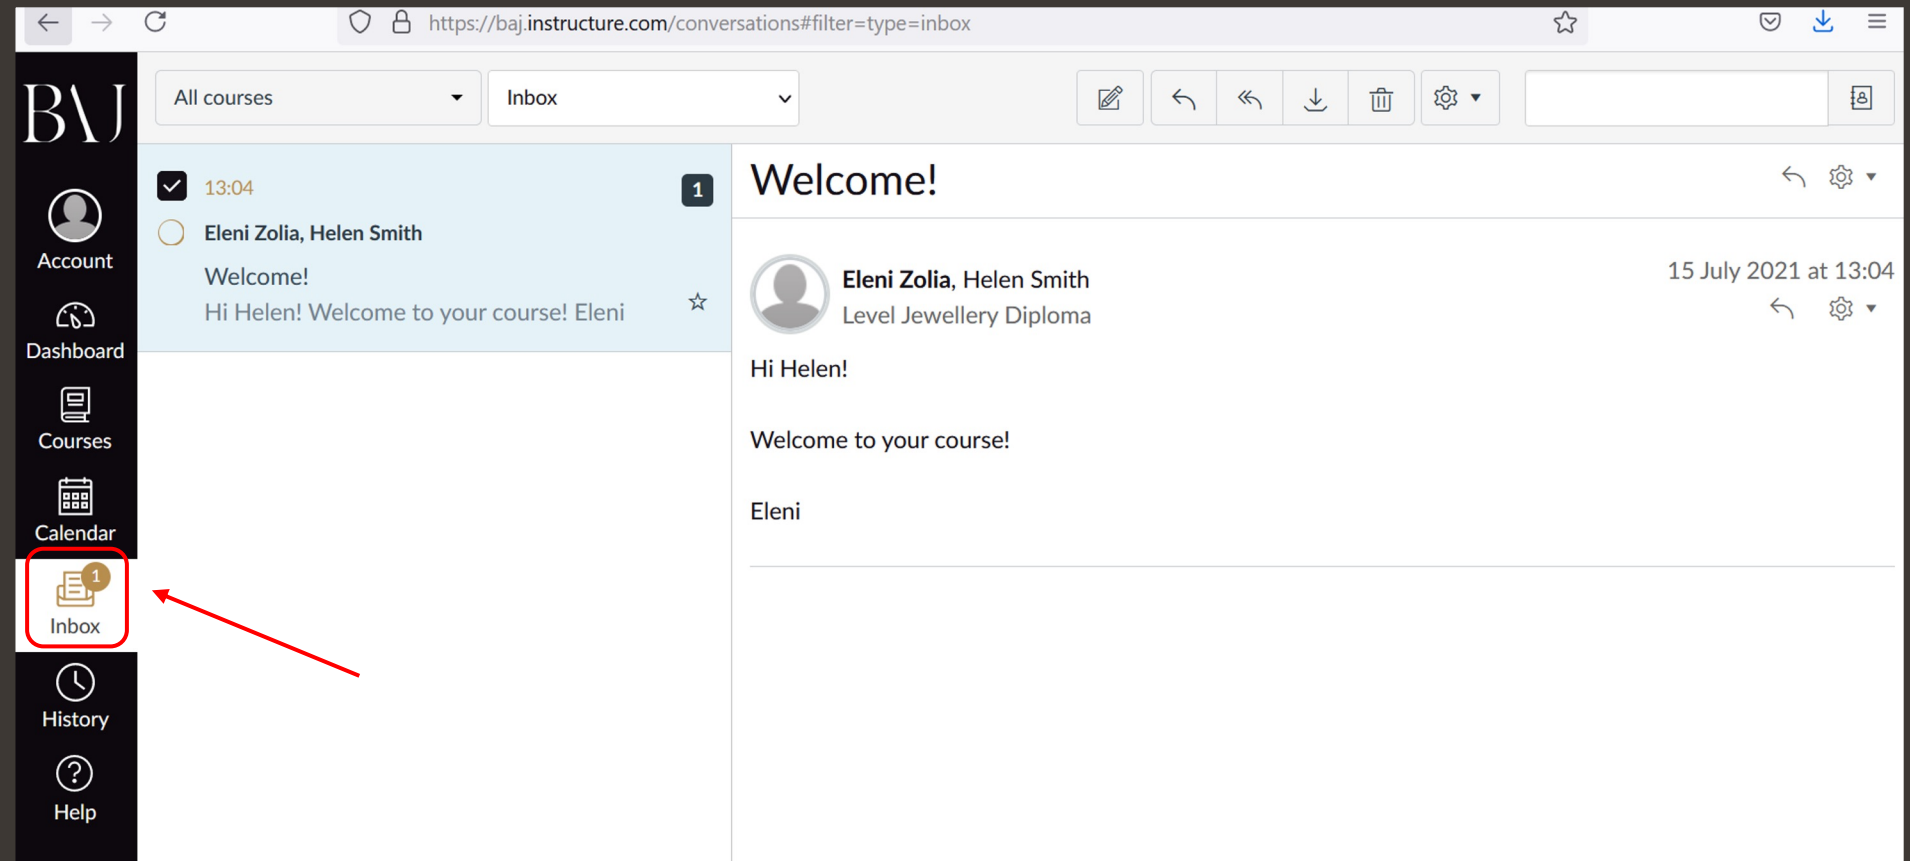 https://baj.instructure.com/conversations#filter=type=inbox
BAJ
All courses
Inbox
Account
Dashboard
Courses
Calendar
1
Inbox
History
Help
13:04
1
Eleni Zolia, Helen Smith
Welcome!
Hi Helen! Welcome to your course! Eleni
Welcome!
Eleni Zolia, Helen Smith
15 July 2021 at 13:04
Level Jewellery Diploma
Hi Helen!
Welcome to your course!
Eleni